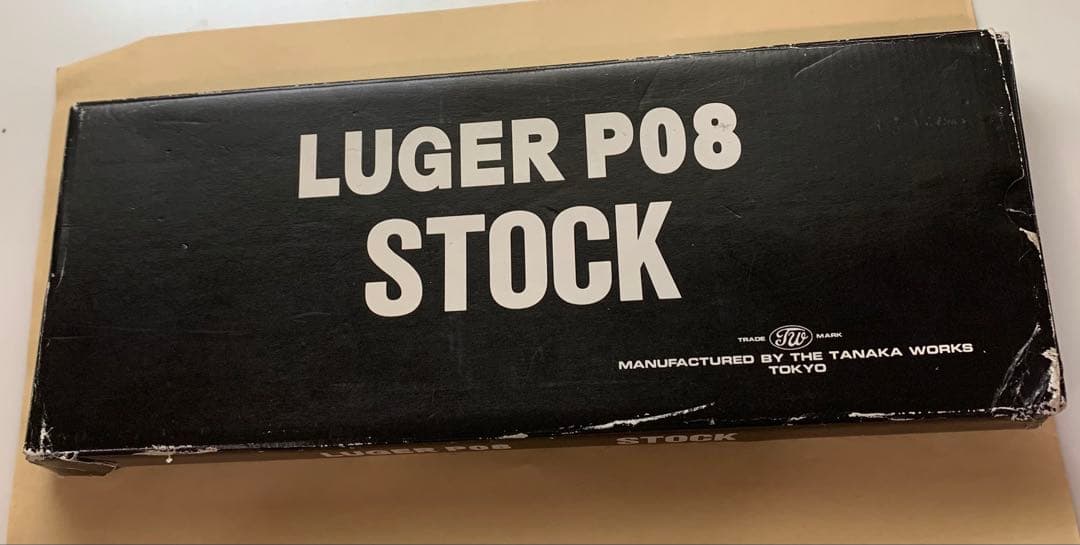 LUGER P08
STOCK
TRADE TW MARK
MANUFACTURED BY THE TANAKA WORKS
TOKYO
LUGER P08 STOCK